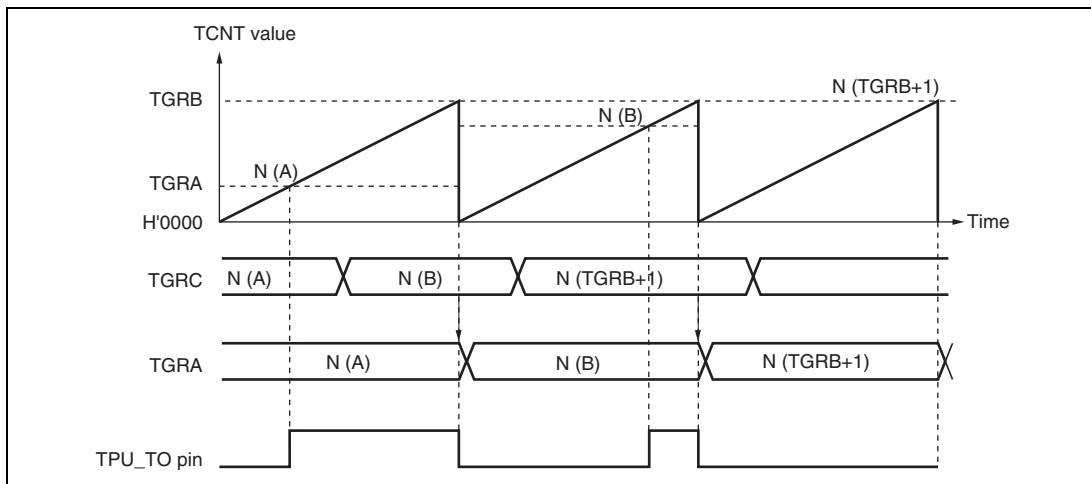 TCNT value
TGRB
N (TGRB+1)
N (B)
N (A)
TGRA
H'0000
Time
TGRC
N (A)
N (B)
N (TGRB+1)
TGRA
N (A)
N (B)
N (TGRB+1)
TPU_TO pin